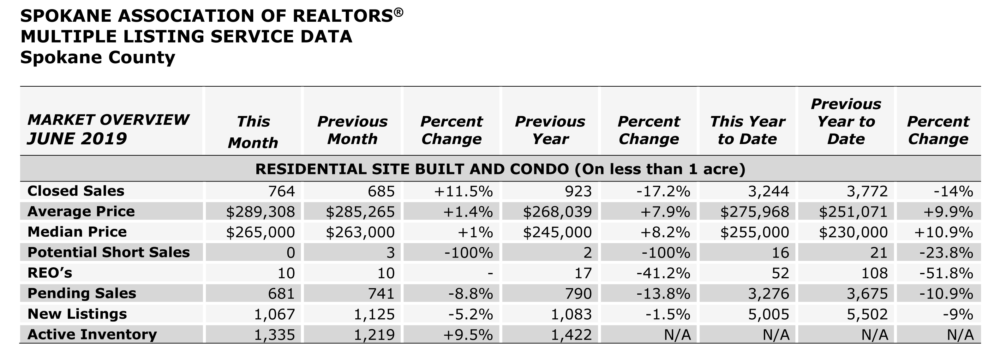 SPOKANE ASSOCIATION OF REALTORS®
MULTIPLE LISTING SERVICE DATA
Spokane County
MARKET OVERVIEW JUNE 2019 This Month Previous Month Percent Change Previous Year Percent Change This Year to Date Previous Year to Date Percent Change
RESIDENTIAL SITE BUILT AND CONDO (On less than 1 acre)
Closed Sales 764 685 +11.5% 923 -17.2% 3,244 3,772 -14%
Average Price $289,308 $285,265 +1.4% $268,039 +7.9% $275,968 $251,071 +9.9%
Median Price $265,000 $263,000 +1% $245,000 +8.2% $255,000 $230,000 +10.9%
Potential Short Sales 0 3 -100% 2 -100% 16 21 -23.8%
REO’s 10 10 - 17 -41.2% 52 108 -51.8%
Pending Sales 681 741 -8.8% 790 -13.8% 3,276 3,675 -10.9%
New Listings 1,067 1,125 -5.2% 1,083 -1.5% 5,005 5,502 -9%
Active Inventory 1,335 1,219 +9.5% 1,422 N/A N/A N/A N/A